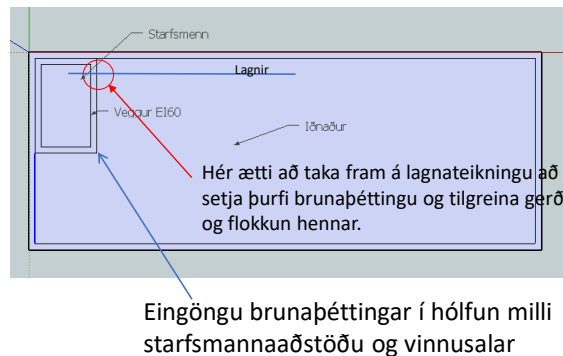 Starfsmenn
Lagnir
Veggur EI60
Iðnaður
Hér ætti að taka fram á lagnateikningu að
setja þurfi brunaþéttingu og tilgreina gerð
og flokkun hennar.
Eingöngu brunaþéttingar í hólfun milli
starfsmannaaðstöðu og vinnusalar